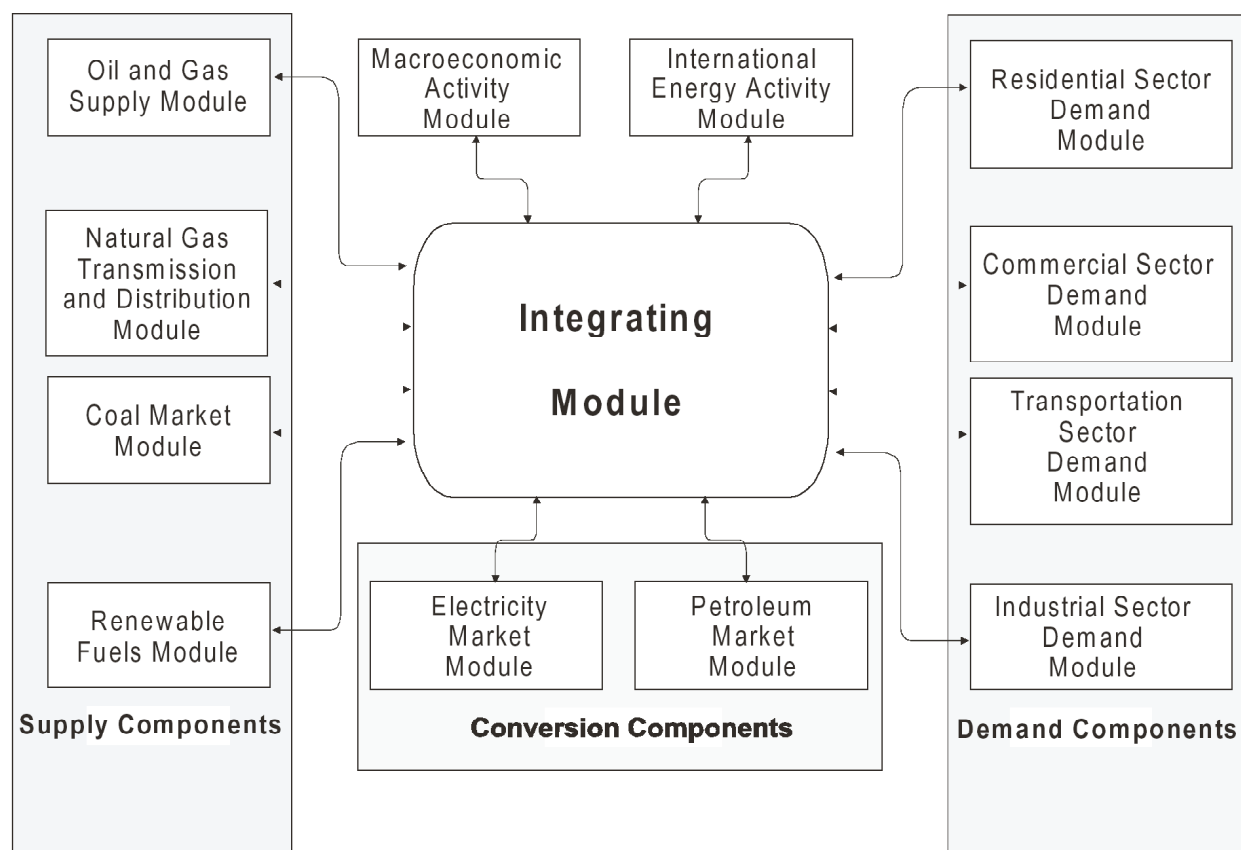 Oil and Gas
Supply Module
Natural Gas
Transmission
and Distribution
Module
Coal Market
Module
Renewable
Fuels Module
Supply Components
Macroeconomic
Activity
Module
International
Energy Activity
Module
Integrating
Module
Electricity
Market
Module
Petroleum
Market
Module
Conversion Components
Residential Sector
Demand
Module
Commercial Sector
Demand
Module
Transportation
Sector
Demand
Module
Industrial Sector
Demand
Module
Demand Components